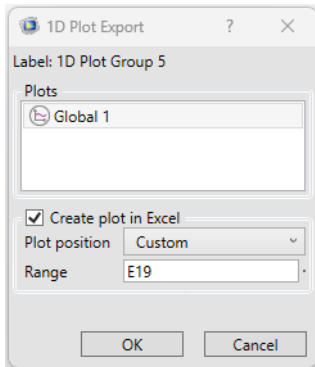 1D Plot Export ?
Label: 1D Plot Group 5
Plots
Global 1
Create plot in Excel
Plot position Custom
Range E19
OK Cancel